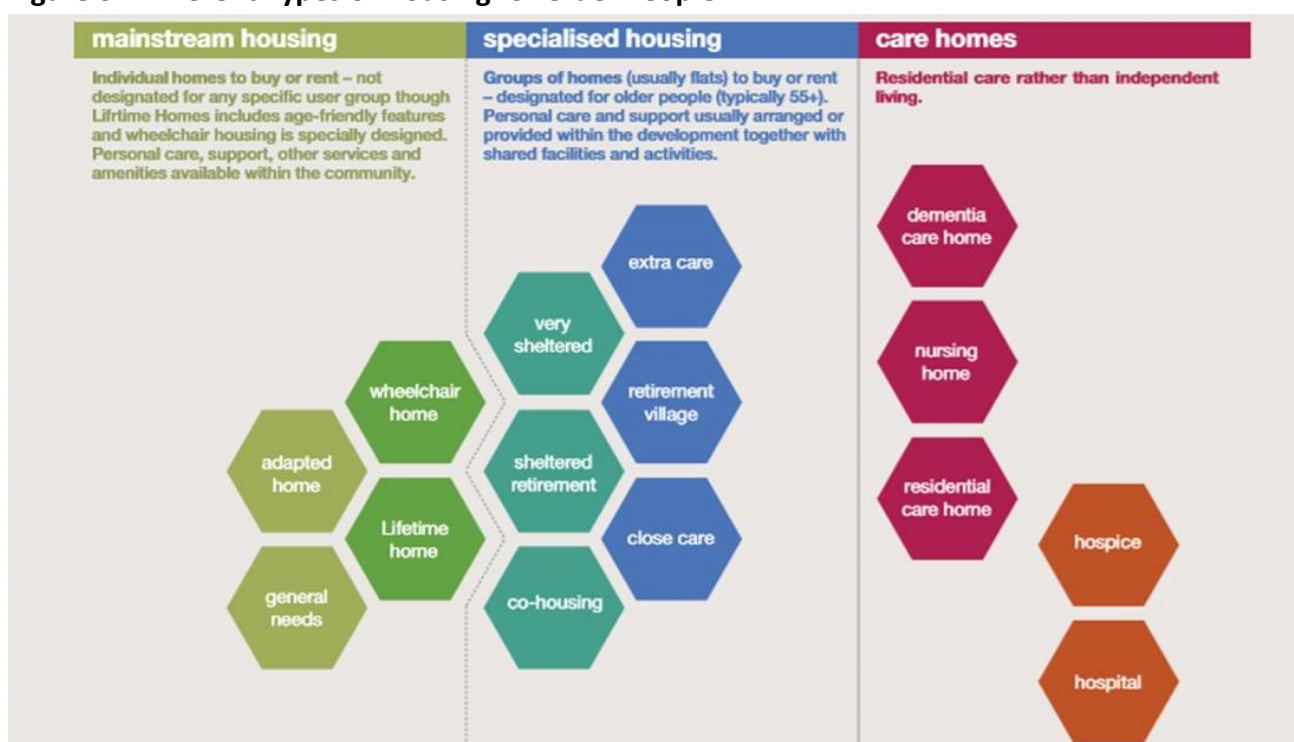 mainstream housing
Individual homes to buy or rent – not
designated for any specific user group though
Lifrtime Homes includes age-friendly features
and wheelchair housing is specially designed.
Personal care, support, other services and
amenities available within the community.
specialised housing
Groups of homes (usually flats) to buy or rent
– designated for older people (typically 55+).
Personal care and support usually arranged or
provided within the development together with
shared facilities and activities.
care homes
Residential care rather than independent
living.
adapted
home
general
needs
wheelchair
home
Lifetime
home
very
sheltered
sheltered
retirement
co-housing
extra care
retirement
village
close care
dementia
care home
nursing
home
residential
care home
hospice
hospital